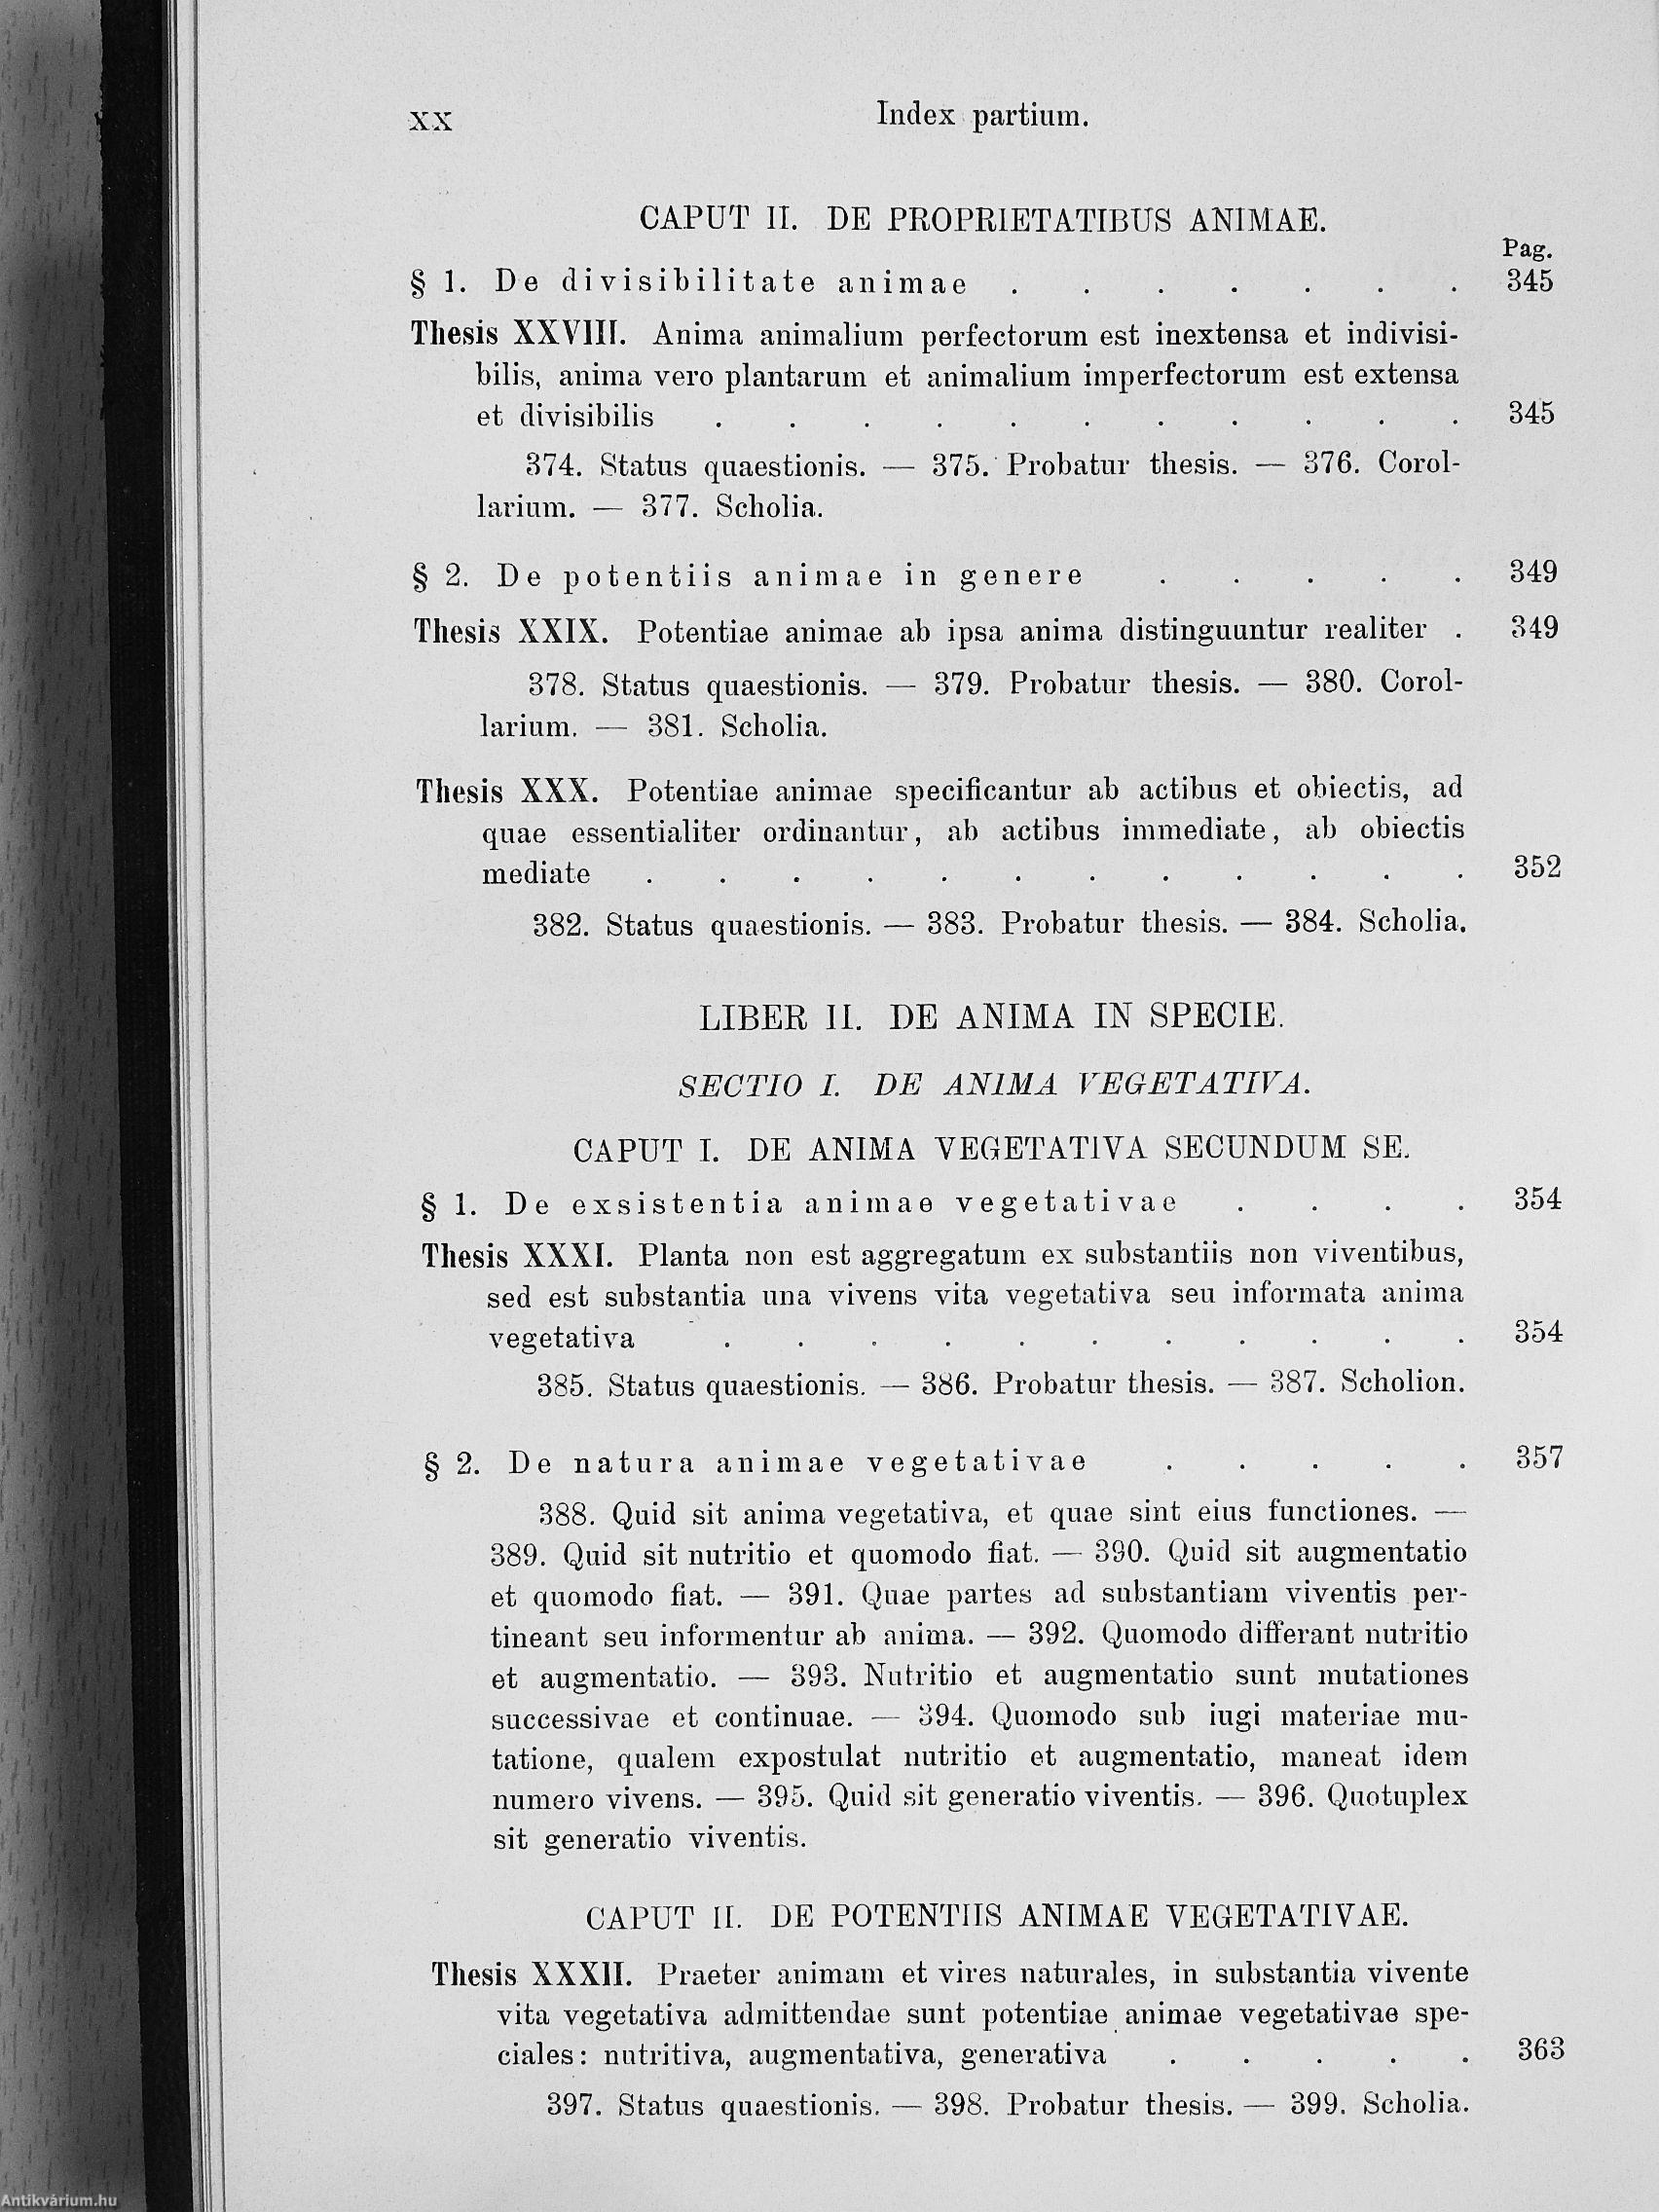 XX Index partium.
CAPUT II. DE PROPRIETATIBUS ANIMAE.
Pag.
§ 1. De divisibilitate animae . . . . . . . 345
Thesis XXVIII. Anima animalium perfectorum est inextensa et indivisi-
bilis, anima vero plantarum et animalium imperfectorum est extensa
et divisibilis . . . . . . . . . . . 345
374. Status quaestionis. — 375. Probatur thesis. — 376. Corol-
larium. — 377. Scholia.
§ 2. De potentiis animae in genere . . . . . 349
Thesis XXIX. Potentiae animae ab ipsa anima distinguuntur realiter . 349
378. Status quaestionis. — 379. Probatur thesis. — 380. Corol-
larium. — 381. Scholia.
Thesis XXX. Potentiae animae specificantur ab actibus et obiectis, ad
quae essentialiter ordinantur, ab actibus immediate, ab obiectis
mediate . . . . . . . . . . . . 352
382. Status quaestionis. — 383. Probatur thesis. — 384. Scholia.
LIBER II. DE ANIMA IN SPECIE.
SECTIO I. DE ANIMA VEGETATIVA.
CAPUT I. DE ANIMA VEGETATIVA SECUNDUM SE.
§ 1. De exsistentia animae vegetativae . . . . 354
Thesis XXXI. Planta non est aggregatum ex substantiis non viventibus,
sed est substantia una vivens vita vegetativa seu informata anima
vegetativa . . . . . . . . . . . 354
385. Status quaestionis. — 386. Probatur thesis. — 387. Scholion.
§ 2. De natura animae vegetativae . . . . . 357
388. Quid sit anima vegetativa, et quae sint eius functiones. —
389. Quid sit nutritio et quomodo fiat. — 390. Quid sit augmentatio
et quomodo fiat. — 391. Quae partes ad substantiam viventis per-
tineant seu informentur ab anima. — 392. Quomodo differant nutritio
et augmentatio. — 393. Nutritio et augmentatio sunt mutationes
successivae et continuae. — 394. Quomodo sub iugi materiae mu-
tatione, qualem expostulat nutritio et augmentatio, maneat idem
numero vivens. — 395. Quid sit generatio viventis. — 396. Quotuplex
sit generatio viventis.
CAPUT II. DE POTENTIIS ANIMAE VEGETATIVAE.
Thesis XXXII. Praeter animam et vires naturales, in substantia vivente
vita vegetativa admittendae sunt potentiae animae vegetativae spe-
ciales: nutritiva, augmentativa, generativa . . . . . 363
397. Status quaestionis. — 398. Probatur thesis. — 399. Scholia.
Antikvárium.hu